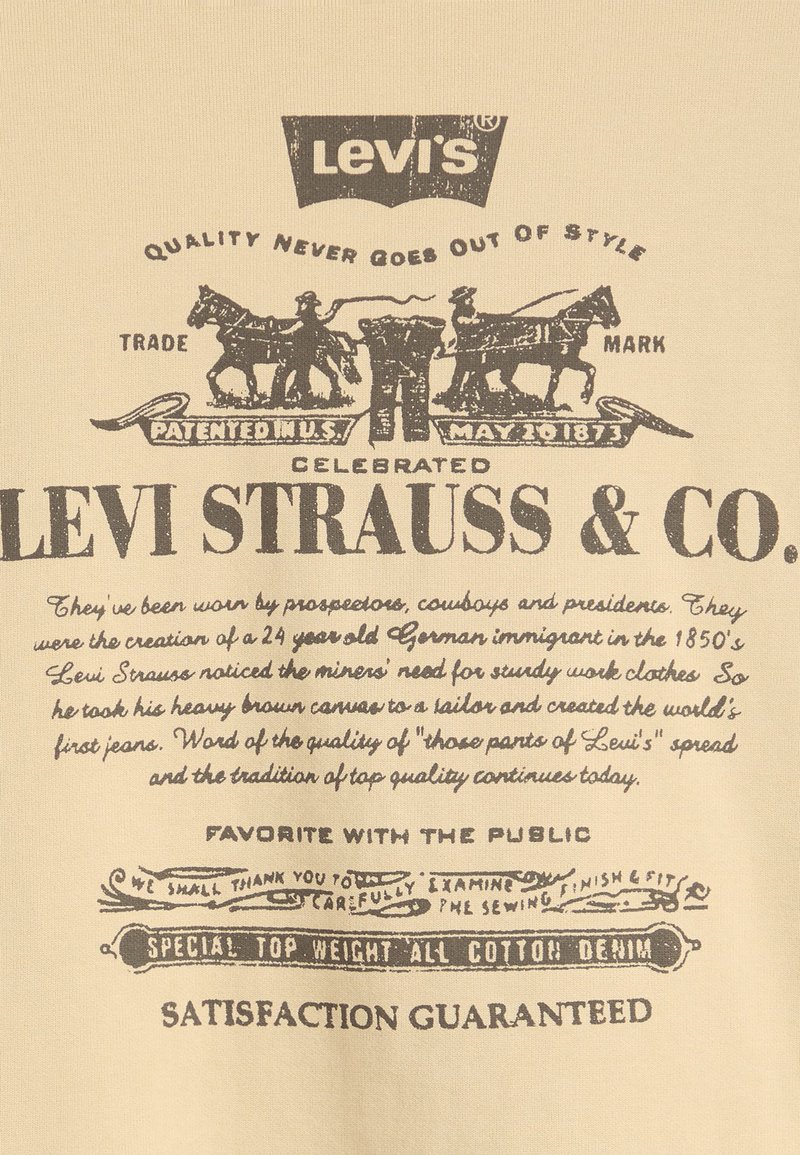 Levi's®
QUALITY NEVER GOES OUT OF STYLE
TRADE MARK
PATENTED IN U.S. MAY 20 1873
CELEBRATED
LEVI STRAUSS & CO.
They've been worn by prospectors, cowboys and presidents. They
were the creation of a 24 year old German immigrant in the 1850's
Levi Strauss noticed the miners' need for sturdy work clothes So
he took his heavy brown canvas to a tailor and created the world's
first jeans. Word of the quality of "those pants of Levi's" spread
and the tradition of top quality continues today.
FAVORITE WITH THE PUBLIC
WE SHALL THANK YOU TO CAREFULLY EXAMINE THE SEWING FINISH & FIT
SPECIAL TOP WEIGHT ALL COTTON DENIM
SATISFACTION GUARANTEED